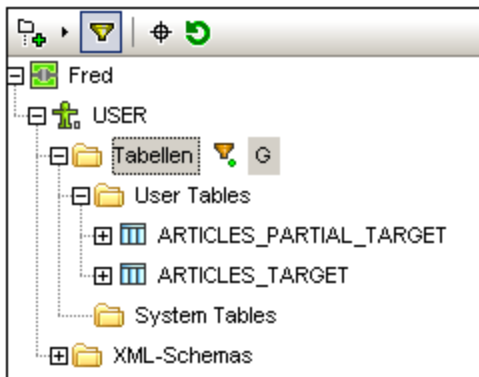 Fred
USER
Tabellen G
User Tables
ARTICLES_PARTIAL_TARGET
ARTICLES_TARGET
System Tables
XML-Schemas